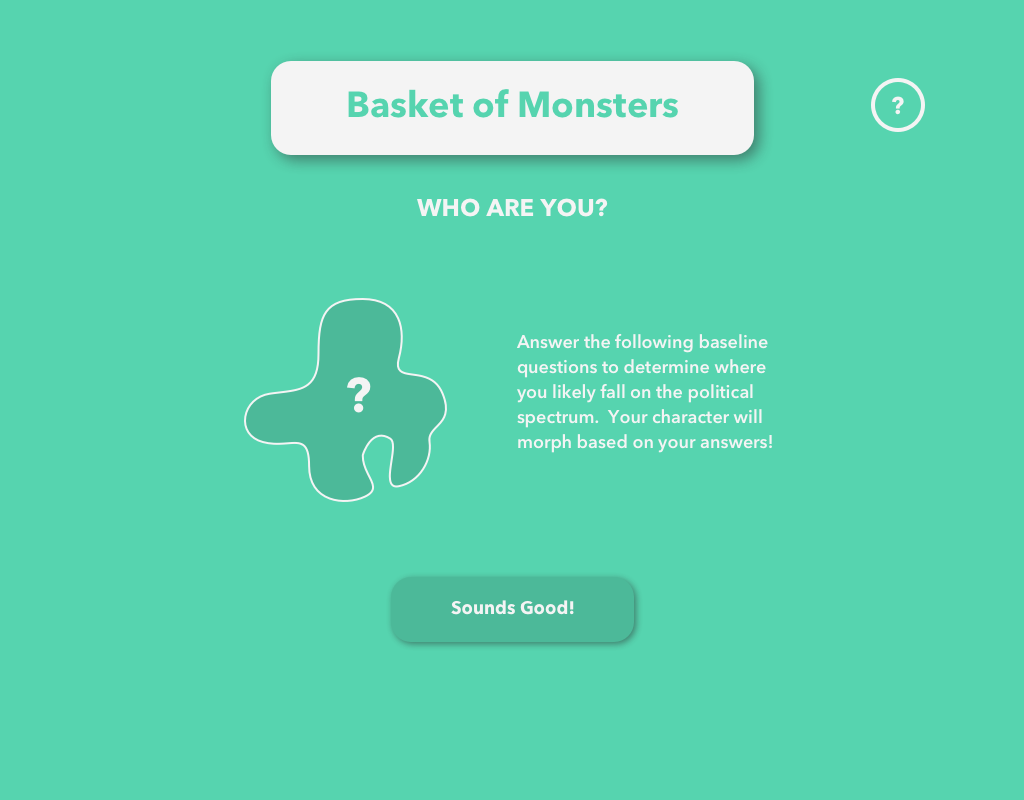 Basket of Monsters
?
WHO ARE YOU?
?
Answer the following baseline
questions to determine where
you likely fall on the political
spectrum.  Your character will
morph based on your answers!
Sounds Good!